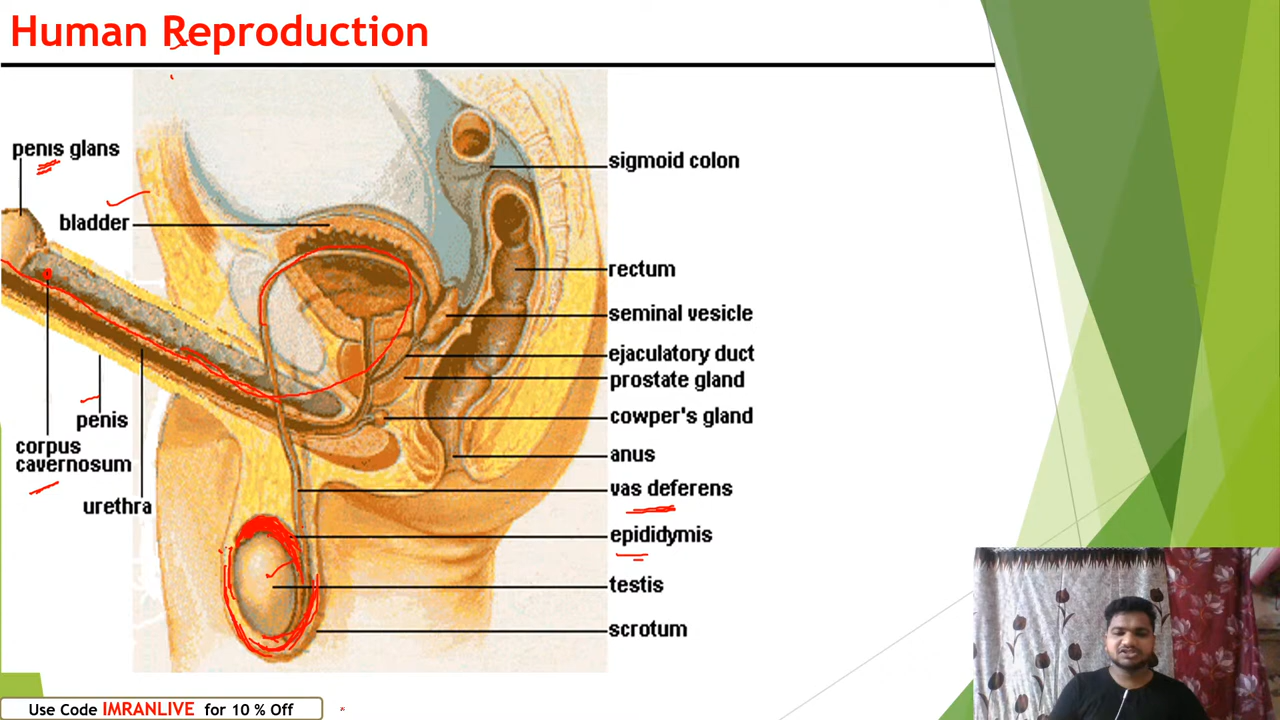 Human Reproduction
penis glans
bladder
penis
corpus
cavernosum
urethra
sigmoid colon
rectum
seminal vesicle
ejaculatory duct
prostate gland
cowper's gland
anus
vas deferens
epididymis
testis
scrotum
Use Code IMRANLIVE for 10 % Off